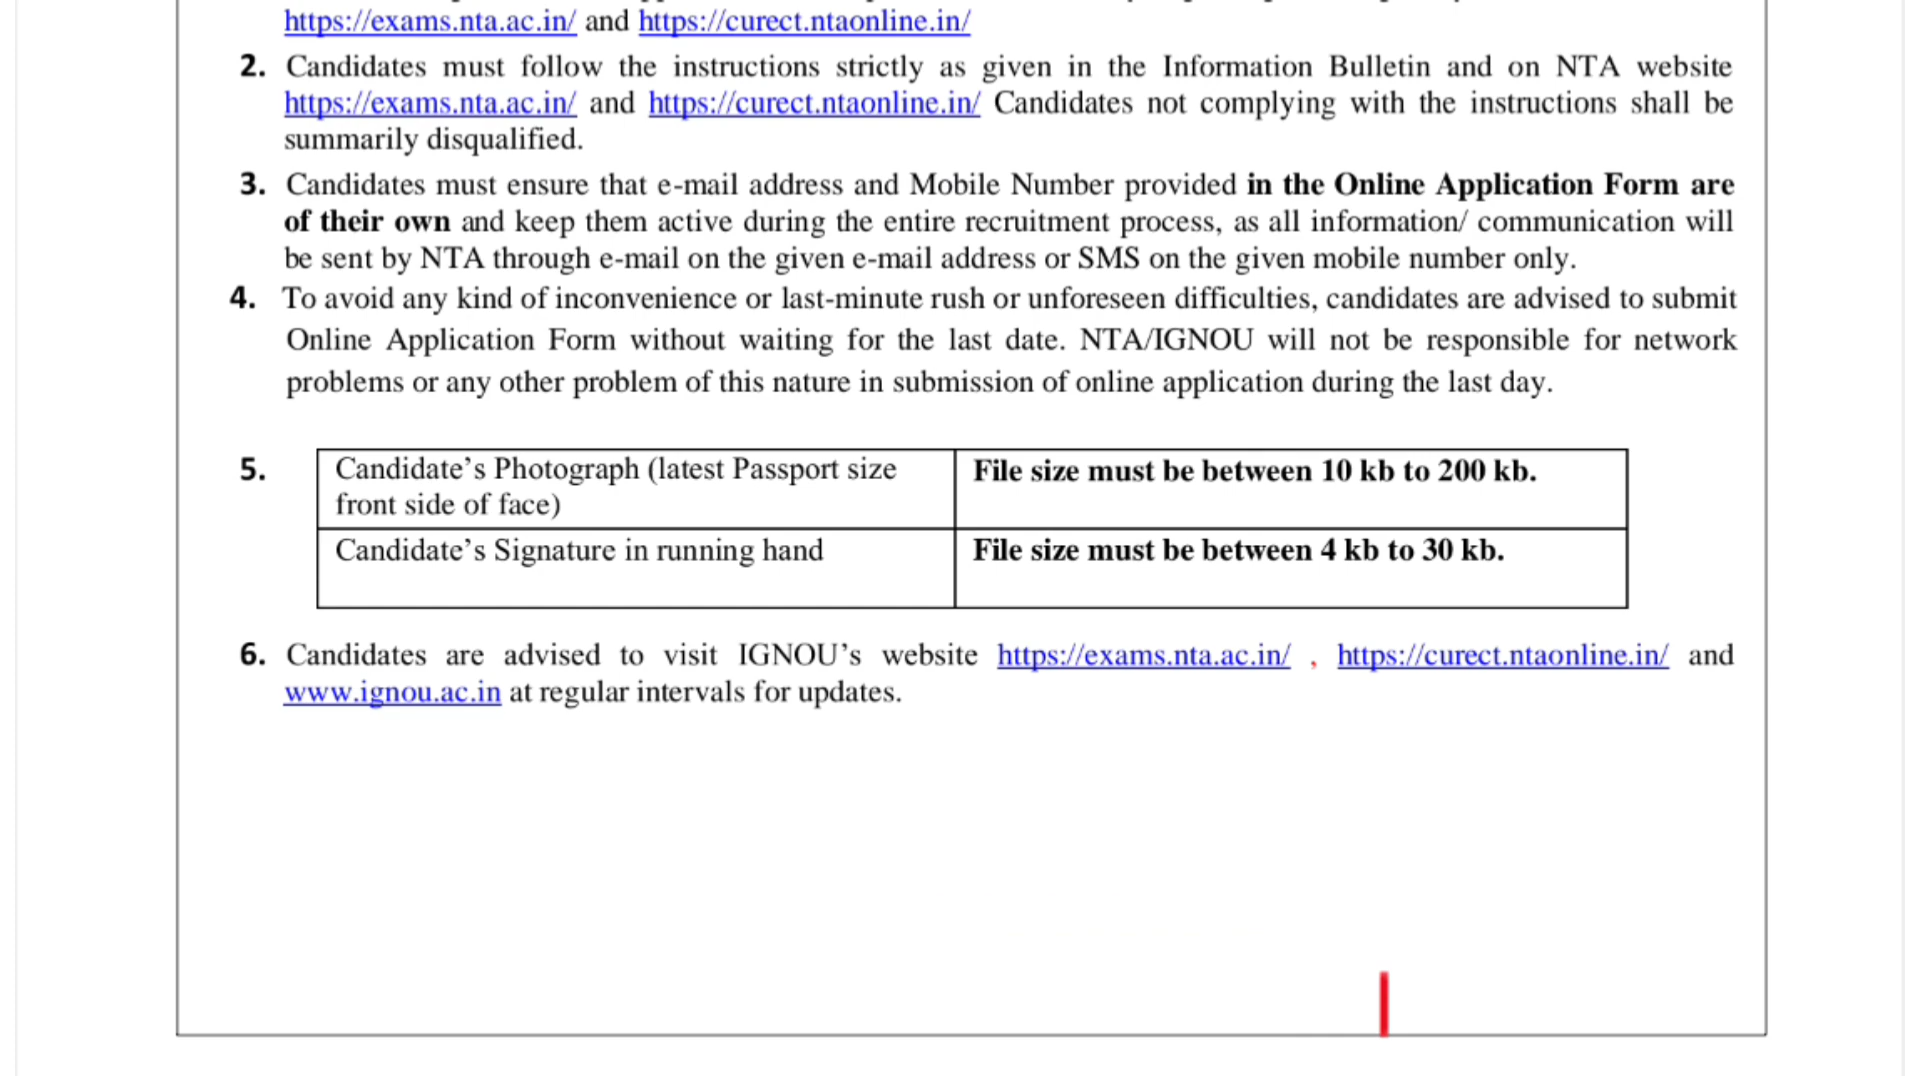 https://exams.nta.ac.in/ and https://curect.ntaonline.in/
2. Candidates must follow the instructions strictly as given in the Information Bulletin and on NTA website
https://exams.nta.ac.in/ and https://curect.ntaonline.in/ Candidates not complying with the instructions shall be
summarily disqualified.
3. Candidates must ensure that e-mail address and Mobile Number provided in the Online Application Form are
of their own and keep them active during the entire recruitment process, as all information/ communication will
be sent by NTA through e-mail on the given e-mail address or SMS on the given mobile number only.
4. To avoid any kind of inconvenience or last-minute rush or unforeseen difficulties, candidates are advised to submit
Online Application Form without waiting for the last date. NTA/IGNOU will not be responsible for network
problems or any other problem of this nature in submission of online application during the last day.
5. Candidate’s Photograph (latest Passport size
front side of face)
File size must be between 10 kb to 200 kb.
Candidate’s Signature in running hand
File size must be between 4 kb to 30 kb.
6. Candidates are advised to visit IGNOU’s website https://exams.nta.ac.in/ , https://curect.ntaonline.in/ and
www.ignou.ac.in at regular intervals for updates.